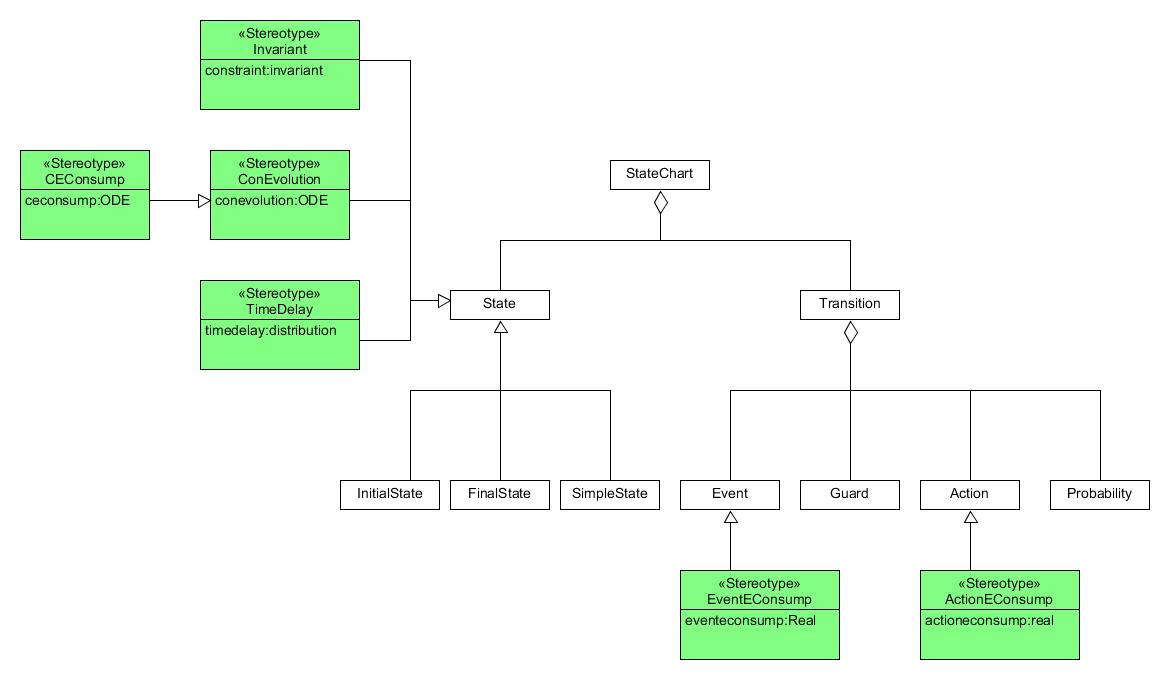 «Stereotype»
Invariant
constraint:invariant
«Stereotype»
CEConsump
ceconsump:ODE
«Stereotype»
ConEvolution
conevolution:ODE
StateChart
«Stereotype»
TimeDelay
timedelay:distribution
State
Transition
InitialState
FinalState
SimpleState
Event
Guard
Action
Probability
«Stereotype»
EventEConsump
eventeconsump:Real
«Stereotype»
ActionEConsump
actioneconsump:real